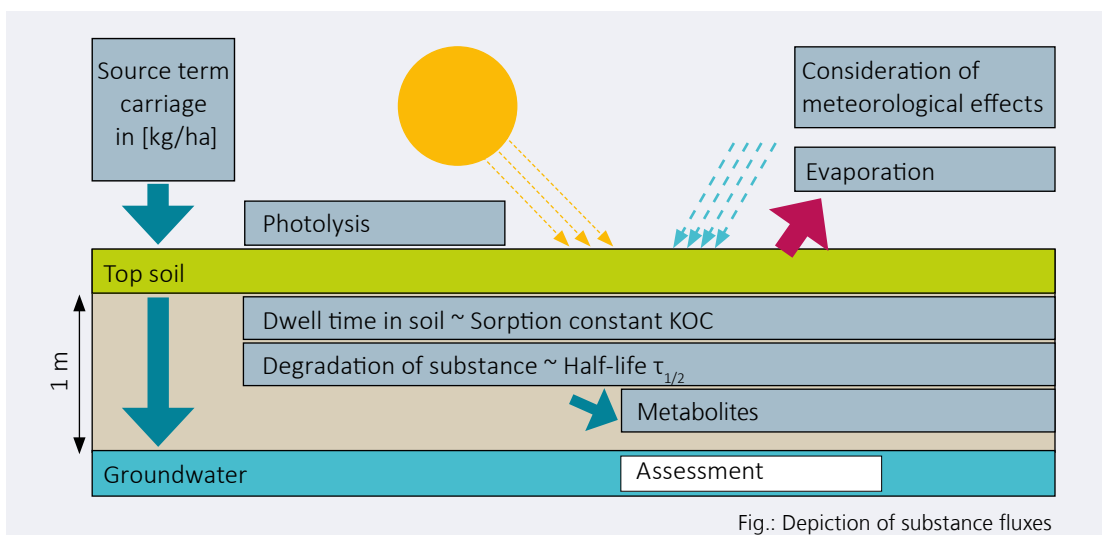 Source term
carriage
in [kg/ha]
Consideration of
meteorological effects
Evaporation
Photolysis
Top soil
1 m
Dwell time in soil ~ Sorption constant KOC
Degradation of substance ~ Half-life τ1/2
Metabolites
Groundwater
Assessment
Fig.: Depiction of substance fluxes